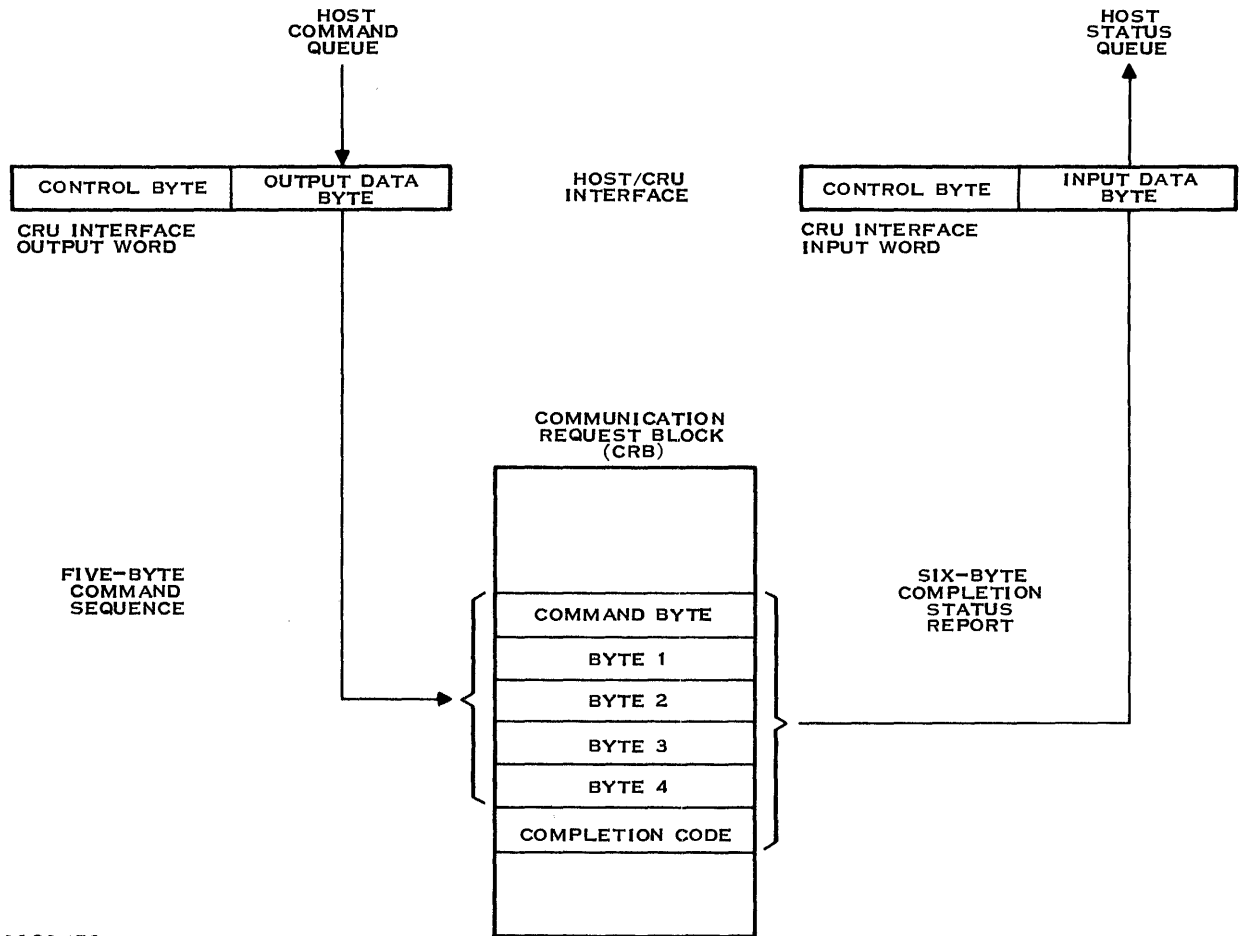 HOST
COMMAND
QUEUE
HOST
STATUS
QUEUE
CONTROL BYTE
OUTPUT DATA
BYTE
HOST/CRU
INTERFACE
CONTROL BYTE
INPUT DATA
BYTE
CRU INTERFACE
OUTPUT WORD
CRU INTERFACE
INPUT WORD
COMMUNICATION
REQUEST BLOCK
(CRB)
FIVE-BYTE
COMMAND
SEQUENCE
SIX-BYTE
COMPLETION
STATUS
REPORT
COMMAND BYTE
BYTE 1
BYTE 2
BYTE 3
BYTE 4
COMPLETION CODE